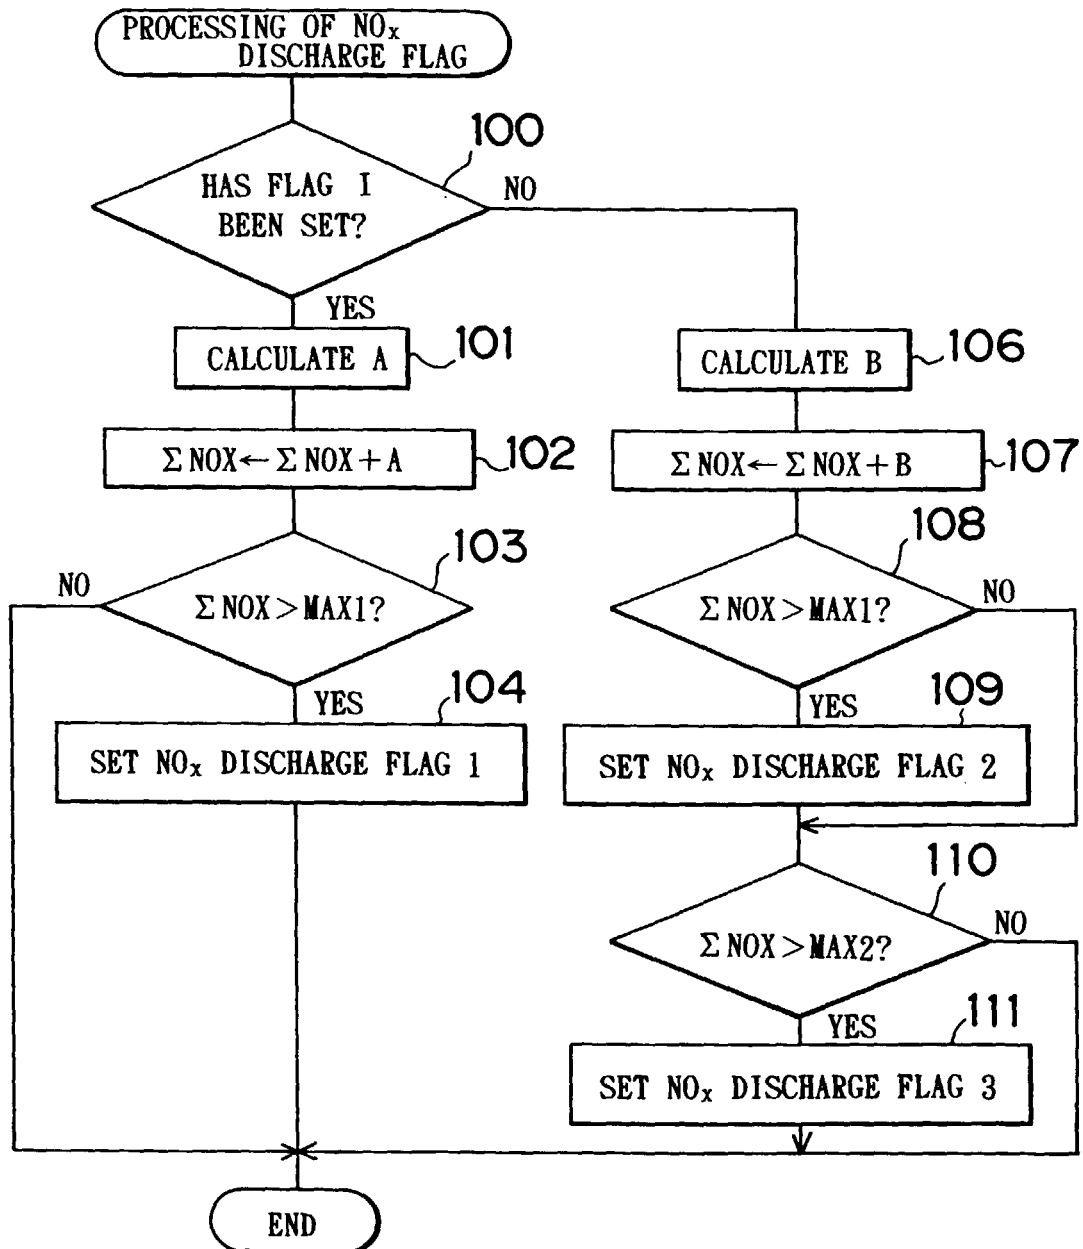 PROCESSING OF NOx
DISCHARGE FLAG
100
HAS FLAG I
BEEN SET?
NO
YES
CALCULATE A
101
ΣNOX←ΣNOX+A
102
103
NO
ΣNOX>MAX1?
YES
104
SET NOx DISCHARGE FLAG 1
CALCULATE B
106
ΣNOX←ΣNOX+B
107
108
ΣNOX>MAX1?
NO
YES
109
SET NOx DISCHARGE FLAG 2
110
ΣNOX>MAX2?
NO
YES
111
SET NOx DISCHARGE FLAG 3
END